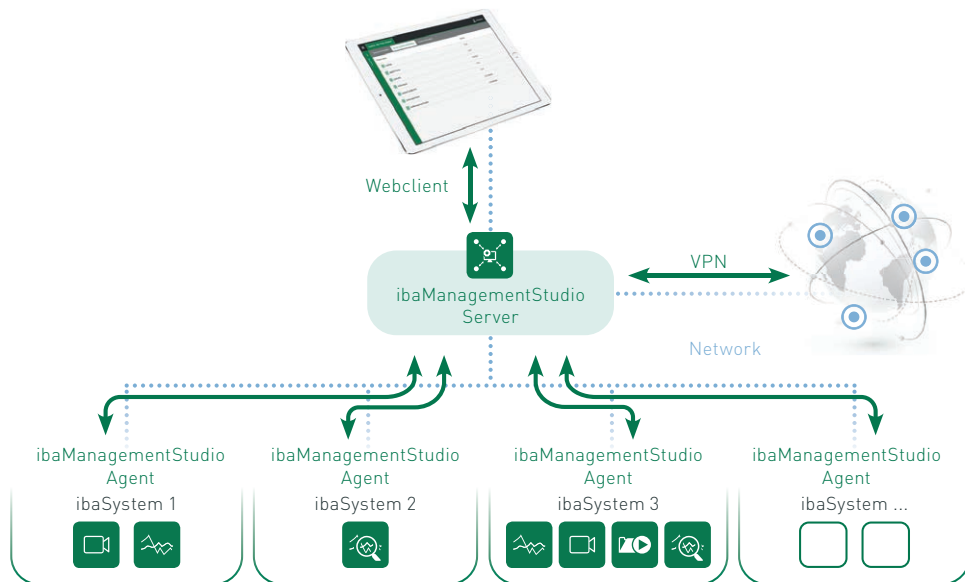 Webclient
VPN
ibaManagementStudio
Server
Network
ibaManagementStudio
Agent
ibaSystem 1
ibaManagementStudio
Agent
ibaSystem 2
ibaManagementStudio
Agent
ibaSystem 3
ibaManagementStudio
Agent
ibaSystem ...